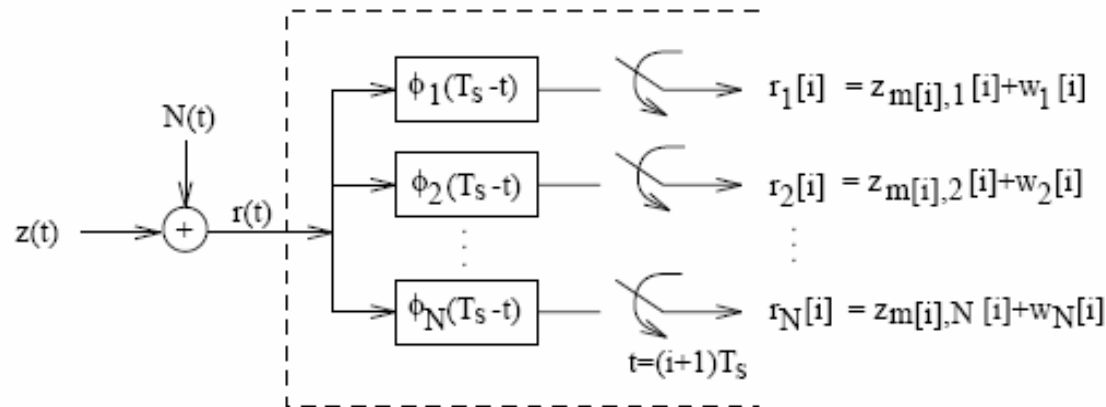 ϕ1(Ts-t)
r1[i] = zm[i],1[i]+w1[i]
N(t)
ϕ2(Ts-t)
r2[i] = zm[i],2[i]+w2[i]
z(t)
+
r(t)
ϕN(Ts-t)
rN[i] = zm[i],N[i]+wN[i]
t=(i+1)Ts